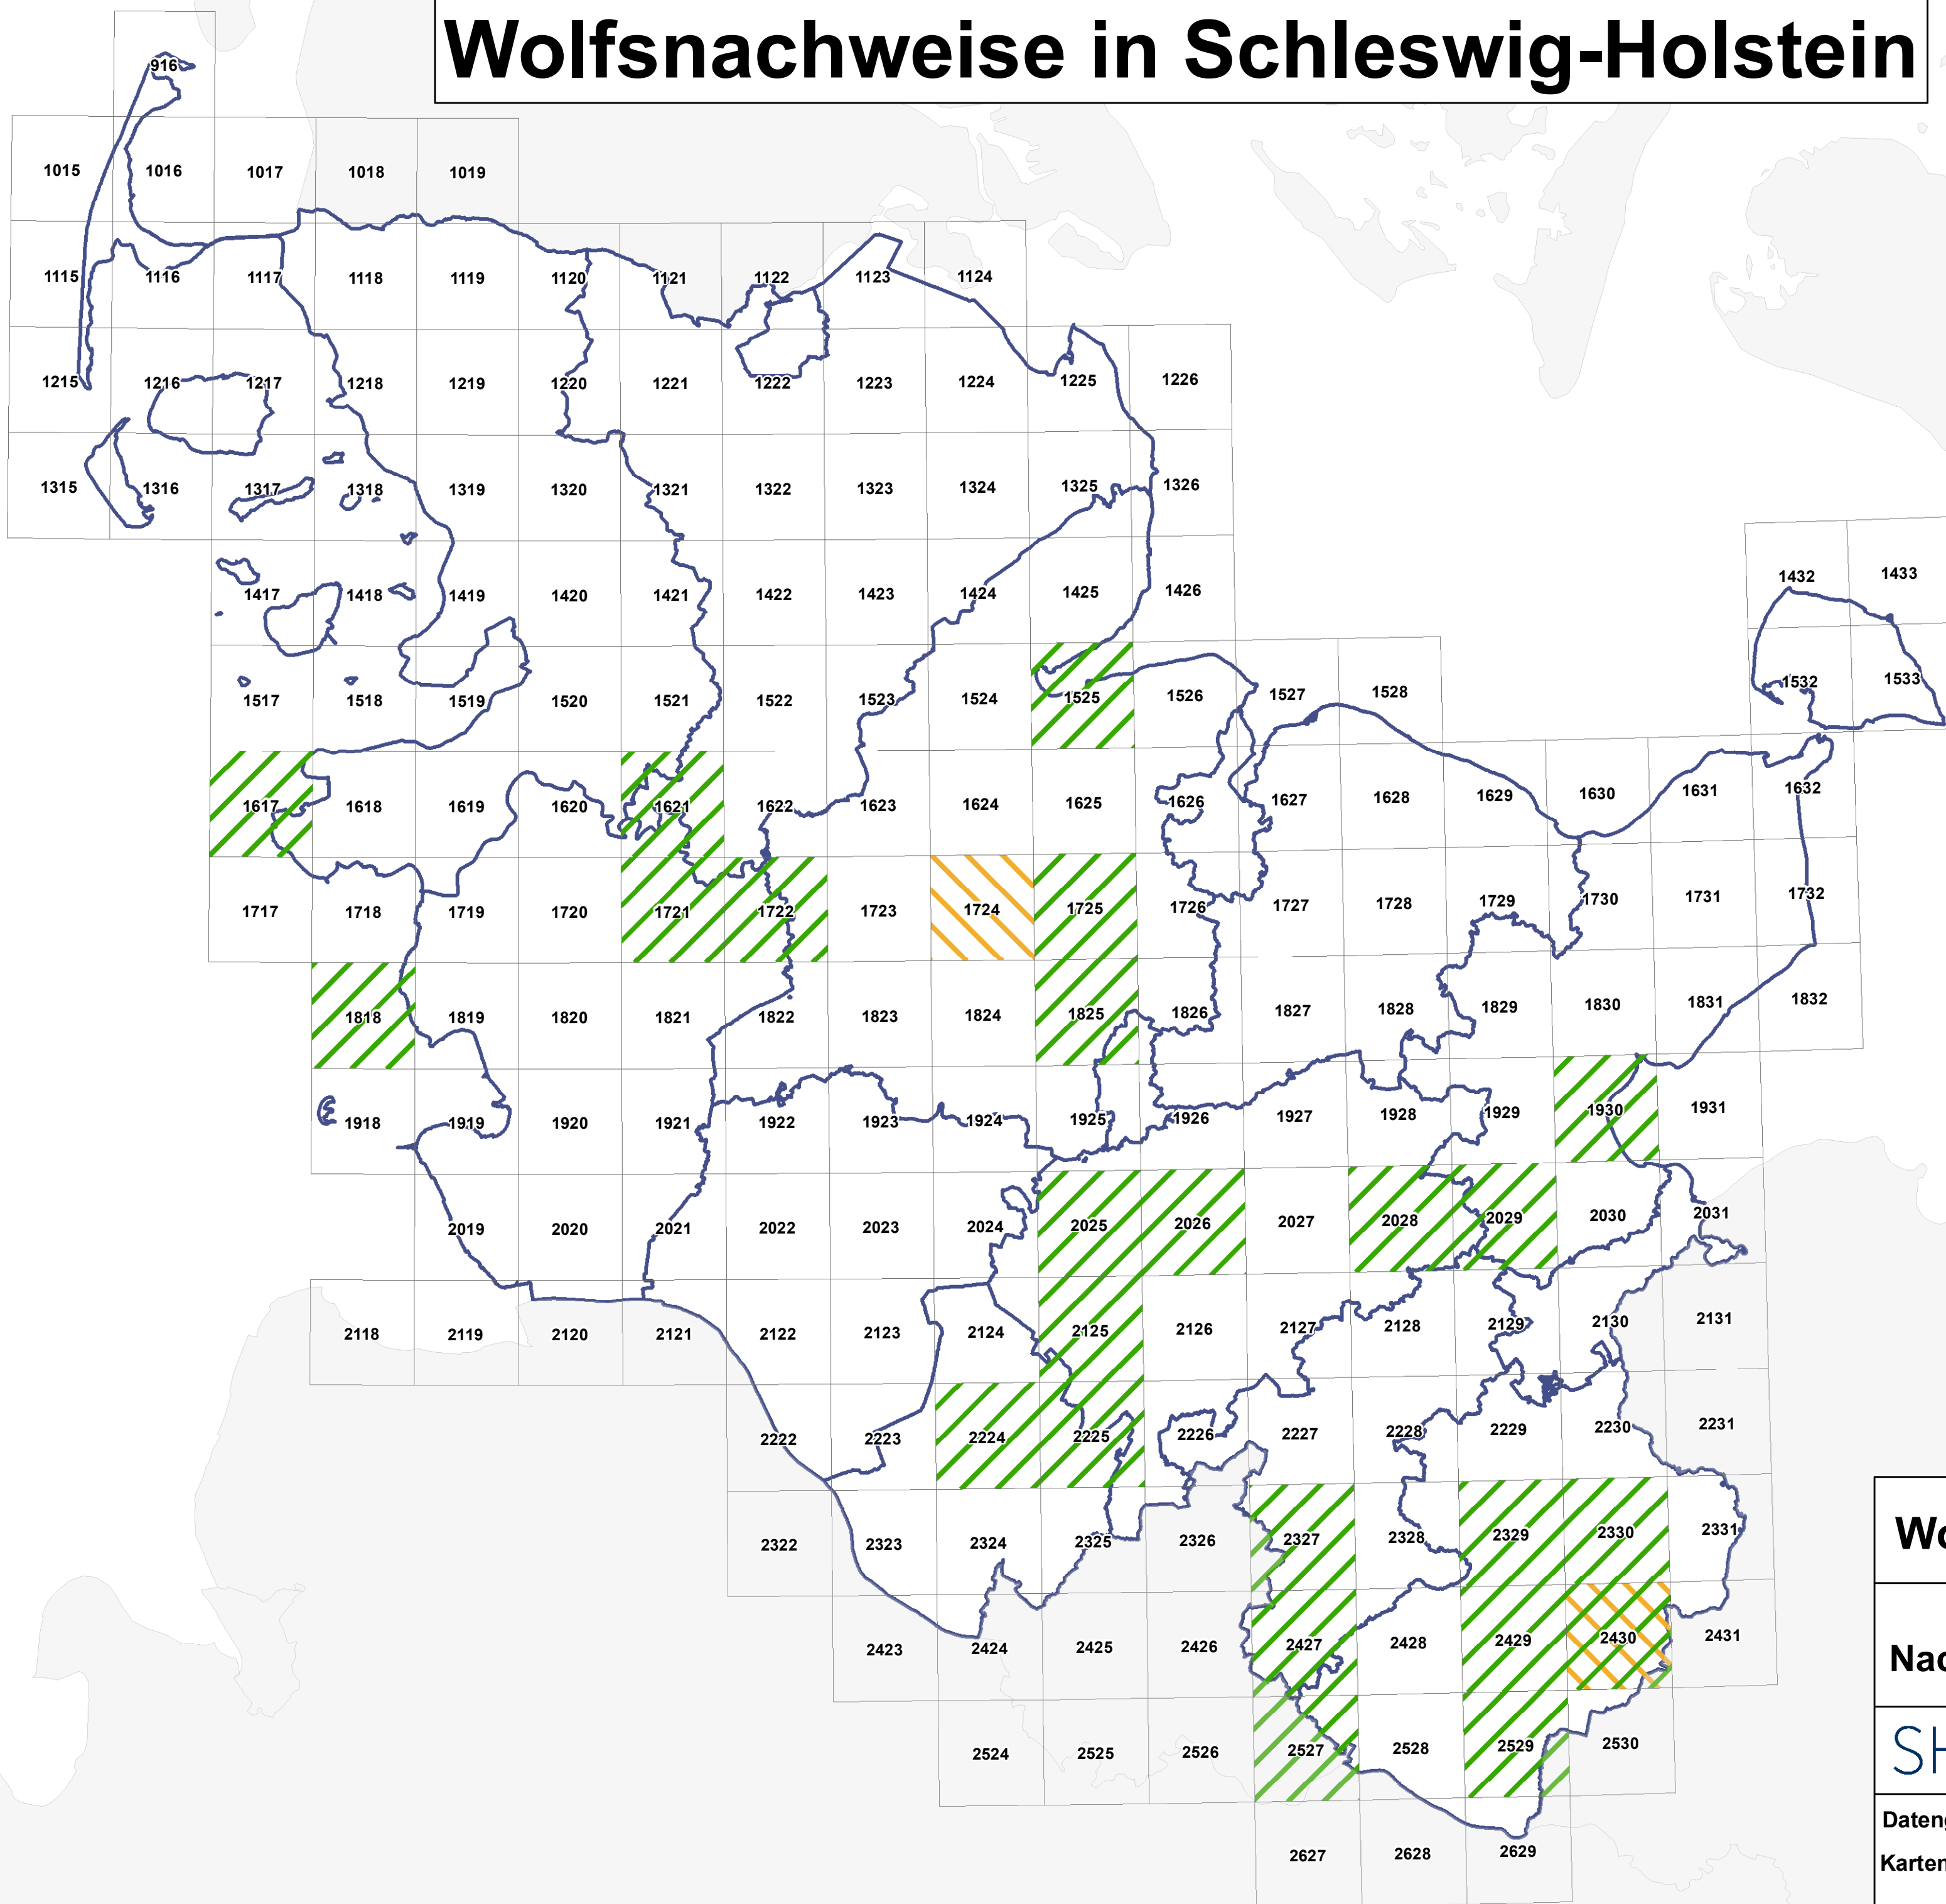 Wolfsnachweise in Schleswig-Holstein
916
1015 1016 1017 1018 1019
1115 1116 1117 1118 1119 1120 1121 1122 1123 1124
1215 1216 1217 1218 1219 1220 1221 1222 1223 1224 1225 1226
1315 1316 1317 1318 1319 1320 1321 1322 1323 1324 1325 1326
1417 1418 1419 1420 1421 1422 1423 1424 1425 1426 1432 1433
1517 1518 1519 1520 1521 1522 1523 1524 1525 1526 1527 1528 1532 1533
1617 1618 1619 1620 1621 1622 1623 1624 1625 1626 1627 1628 1629 1630 1631 1632
1717 1718 1719 1720 1721 1722 1723 1724 1725 1726 1727 1728 1729 1730 1731 1732
1818 1819 1820 1821 1822 1823 1824 1825 1826 1827 1828 1829 1830 1831 1832
1918 1919 1920 1921 1922 1923 1924 1925 1926 1927 1928 1929 1930 1931
2019 2020 2021 2022 2023 2024 2025 2026 2027 2028 2029 2030 2031
2118 2119 2120 2121 2122 2123 2124 2125 2126 2127 2128 2129 2130 2131
2222 2223 2224 2225 2226 2227 2228 2229 2230 2231
2322 2323 2324 2325 2326 2327 2328 2329 2330 2331
2423 2424 2425 2426 2427 2428 2429 2430 2431
2524 2525 2526 2527 2528 2529 2530
2627 2628 2629
Wo
Nac
SH
Dateng
Karten